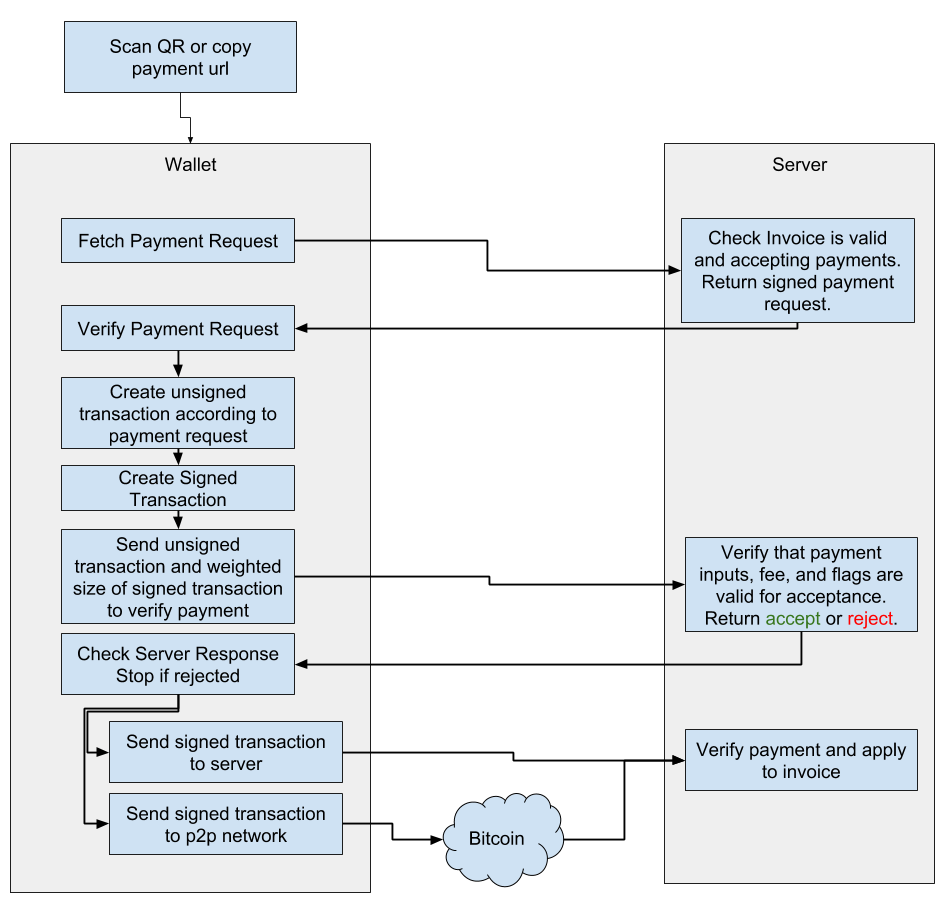 Scan QR or copy
payment url
Wallet
Server
Fetch Payment Request
Check Invoice is valid
and accepting payments.
Return signed payment
request.
Verify Payment Request
Create unsigned
transaction according to
payment request
Create Signed
Transaction
Send unsigned
transaction and weighted
size of signed transaction
to verify payment
Verify that payment
inputs, fee, and flags are
valid for acceptance.
Return accept or reject.
Check Server Response
Stop if rejected
Send signed transaction
to server
Verify payment and apply
to invoice
Send signed transaction
to p2p network
Bitcoin